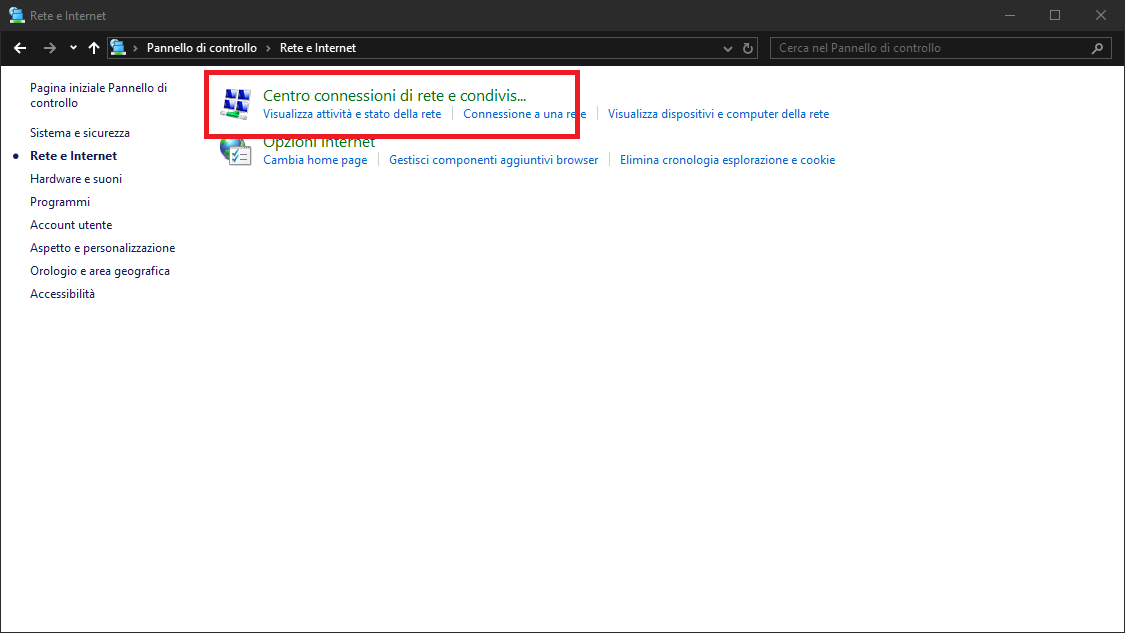 Rete e Internet
Pannello di controllo › Rete e Internet
Cerca nel Pannello di controllo
Pagina iniziale Pannello di
controllo
Sistema e sicurezza
Rete e Internet
Hardware e suoni
Programmi
Account utente
Aspetto e personalizzazione
Orologio e area geografica
Accessibilità
Centro connessioni di rete e condivis...
Visualizza attività e stato della rete
Connessione a una rete
Visualizza dispositivi e computer della rete
Opzioni Internet
Cambia home page
Gestisci componenti aggiuntivi browser
Elimina cronologia esplorazione e cookie